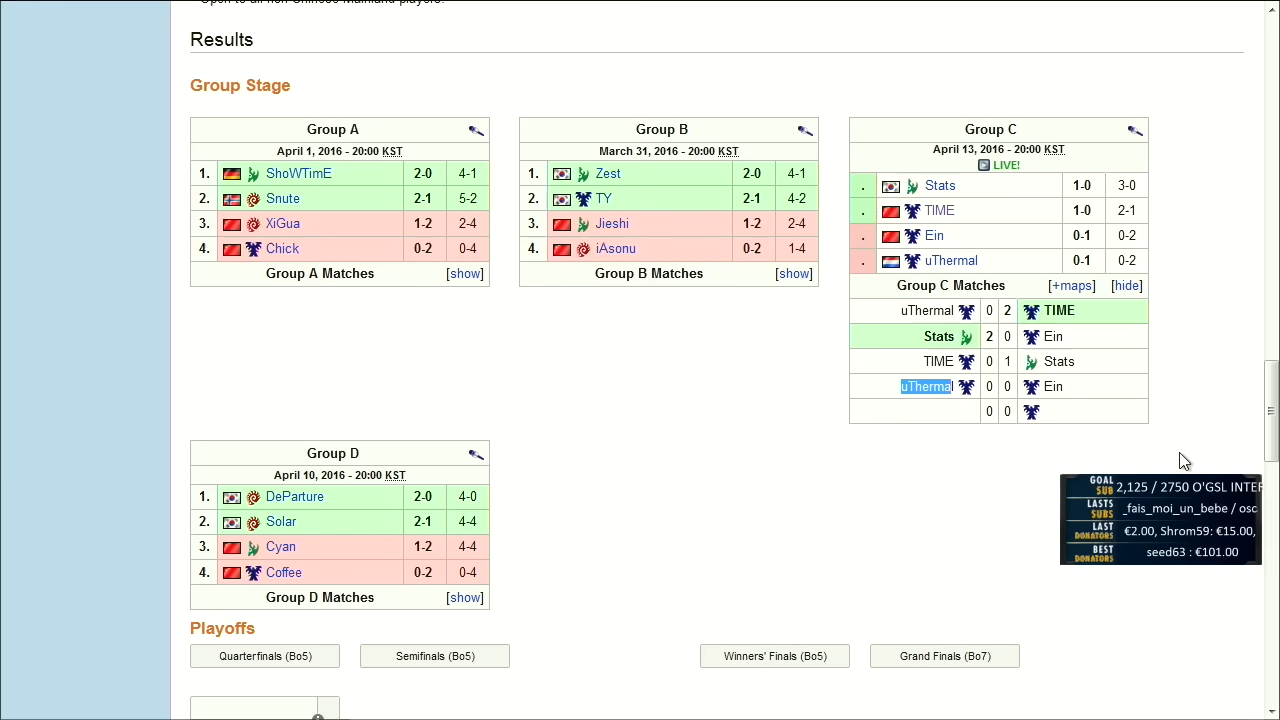 Open to all non Chinese Mainland players.
Results
Group Stage
Group A
April 1, 2016 - 20:00 KST
1. ShoWTimE 2-0 4-1
2. Snute 2-1 5-2
3. XiGua 1-2 2-4
4. Chick 0-2 0-4
Group A Matches [show]
Group B
March 31, 2016 - 20:00 KST
1. Zest 2-0 4-1
2. TY 2-1 4-2
3. Jieshi 1-2 2-4
4. iAsonu 0-2 1-4
Group B Matches [show]
Group C
April 13, 2016 - 20:00 KST
LIVE!
. Stats 1-0 3-0
. TIME 1-0 2-1
. Ein 0-1 0-2
. uThermal 0-1 0-2
Group C Matches [+maps] [hide]
uThermal 0 2 TIME
Stats 2 0 Ein
TIME 0 1 Stats
uThermal 0 0 Ein
0 0
Group D
April 10, 2016 - 20:00 KST
1. DeParture 2-0 4-0
2. Solar 2-1 4-4
3. Cyan 1-2 4-4
4. Coffee 0-2 0-4
Group D Matches [show]
GOAL SUB 2,125 / 2750 O'GSL INTER
LASTS SUBS _fais_moi_un_bebe / osc
LAST DONATORS €2.00, Shrom59: €15.00,
BEST DONATORS seed63 : €101.00
Playoffs
Quarterfinals (Bo5) Semifinals (Bo5) Winners' Finals (Bo5) Grand Finals (Bo7)